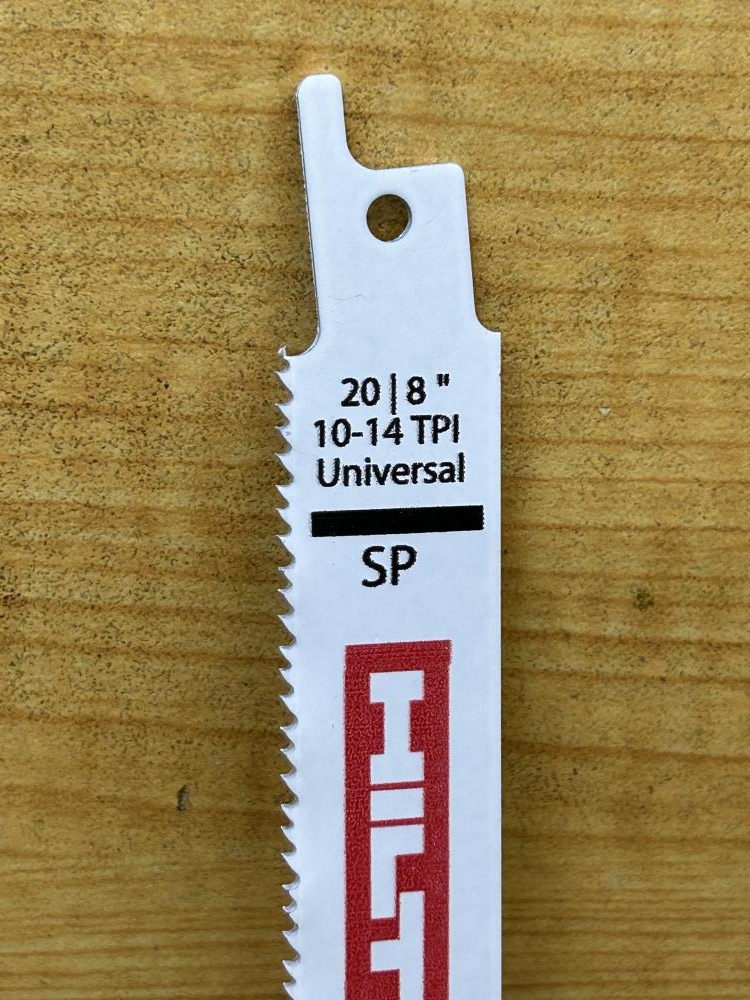 20 | 8 "
10-14 TPI
Universal
SP